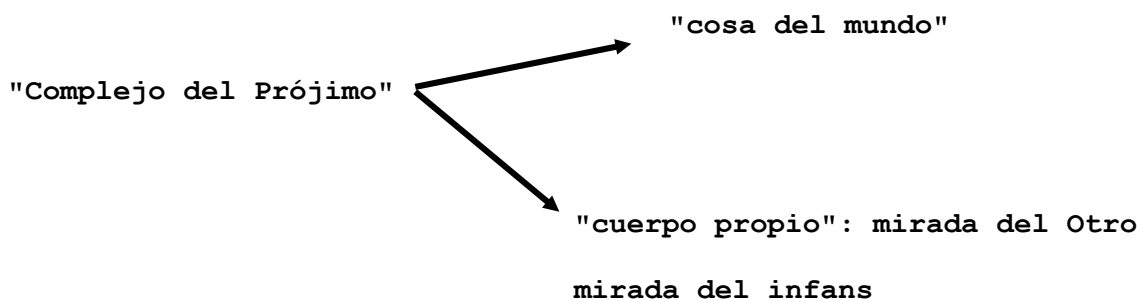 "cosa del mundo"
"Complejo del Prójimo"
"cuerpo propio": mirada del Otro
mirada del infans